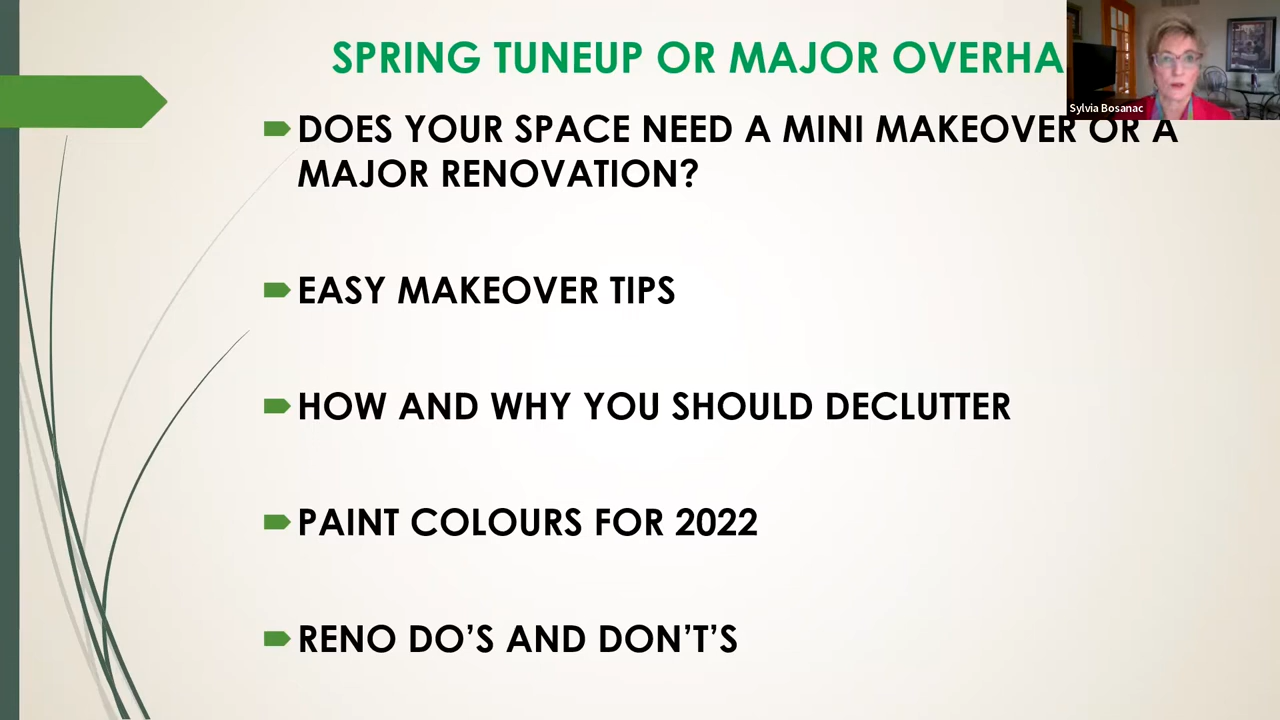 SPRING TUNEUP OR MAJOR OVERHA
Sylvia Bosanac
DOES YOUR SPACE NEED A MINI MAKEOVER OR A
MAJOR RENOVATION?
EASY MAKEOVER TIPS
HOW AND WHY YOU SHOULD DECLUTTER
PAINT COLOURS FOR 2022
RENO DO’S AND DON’T’S